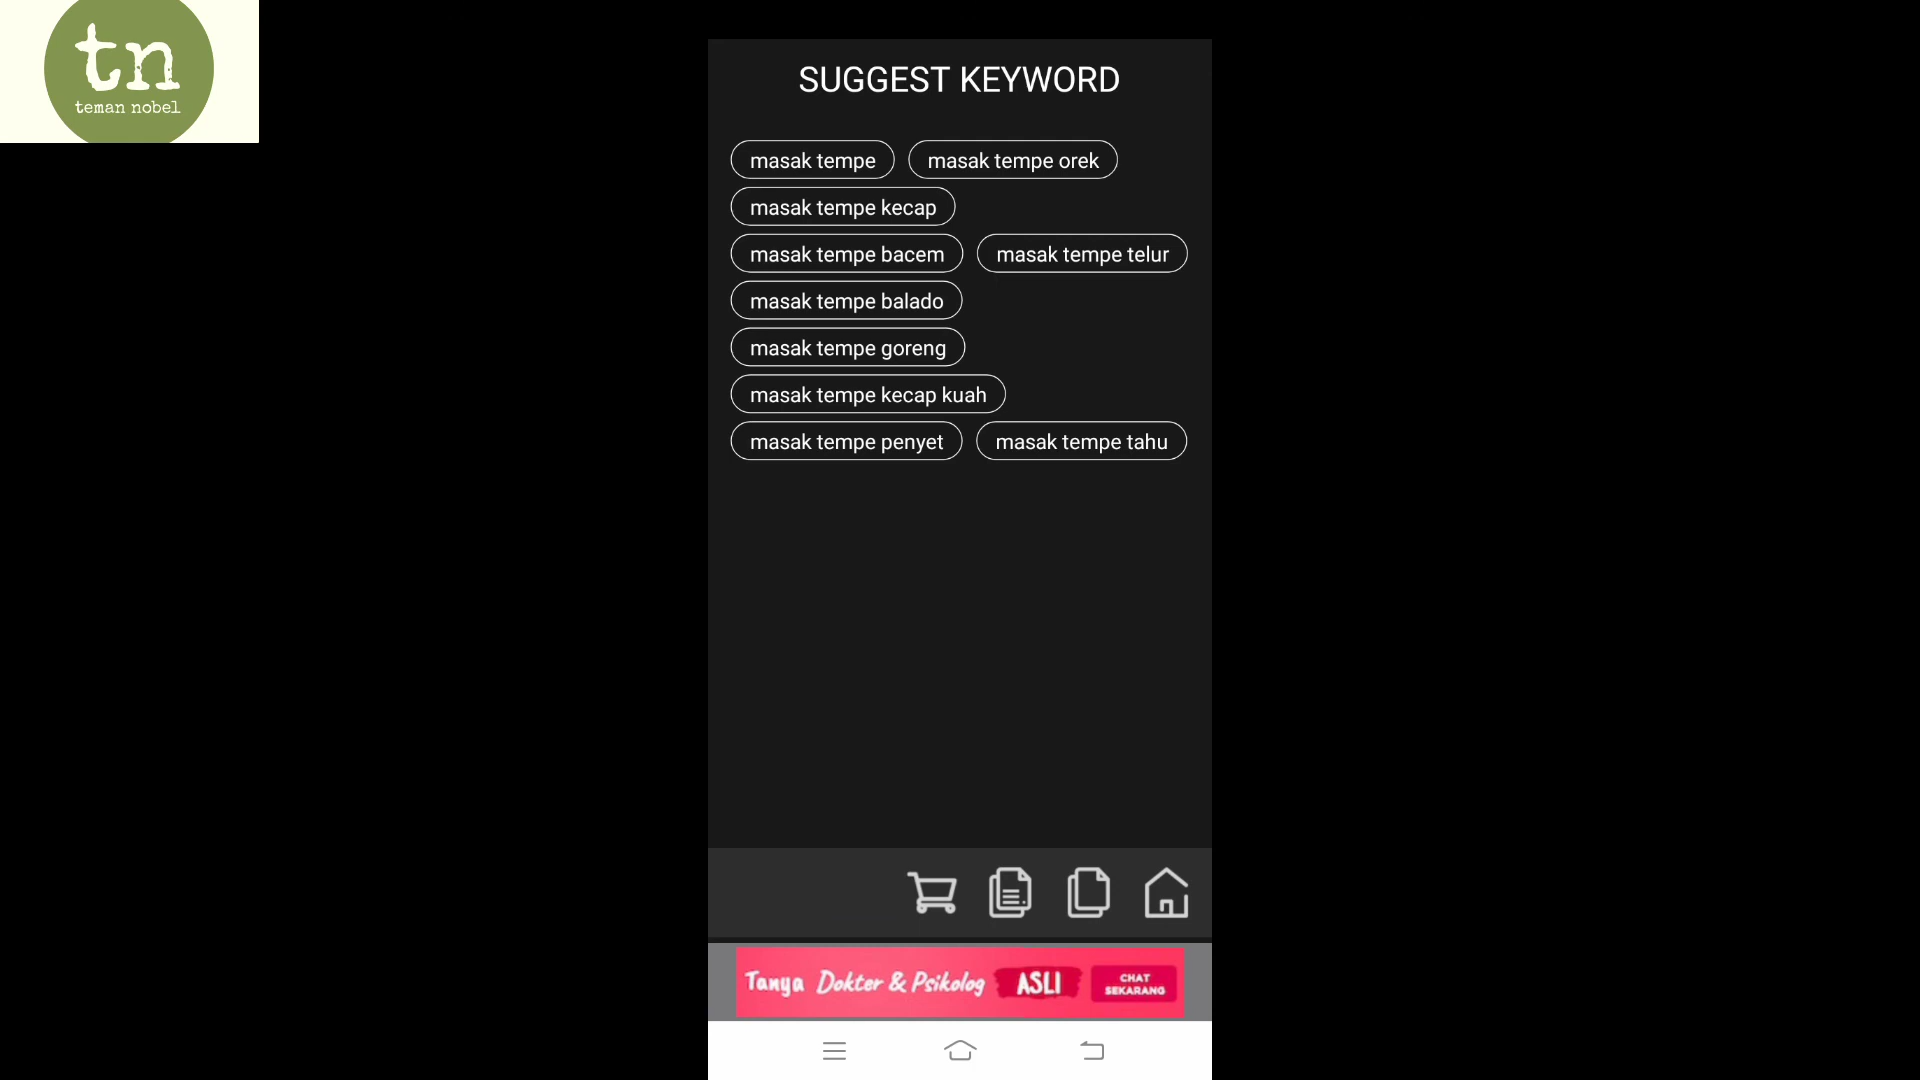 tn
teman nobel
SUGGEST KEYWORD
masak tempe masak tempe orek
masak tempe kecap
masak tempe bacem masak tempe telur
masak tempe balado
masak tempe goreng
masak tempe kecap kuah
masak tempe penyet masak tempe tahu
Tanya Dokter & Psikolog ASLI CHAT SEKARANG